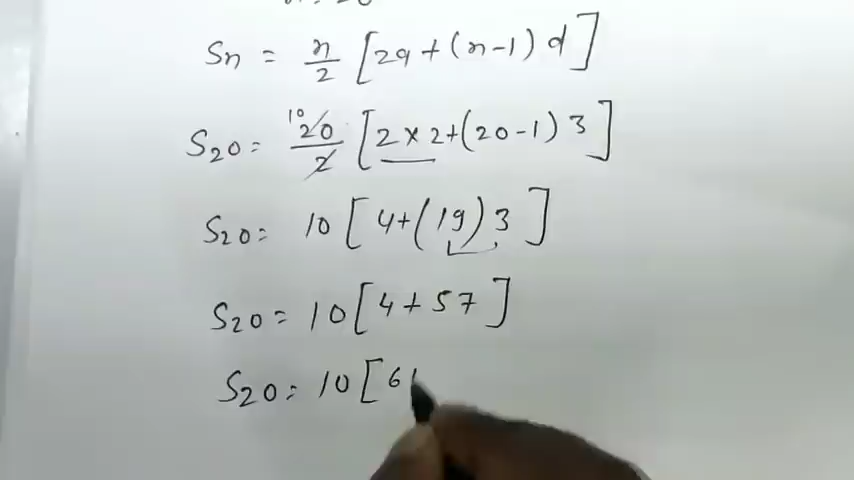 Sn = n/2 [2a+(n-1)d]
S20 = 10 20/2 [2×2+(20-1)3]
S20 = 10[4+(19)3]
S20 = 10[4+57]
S20 = 10[61